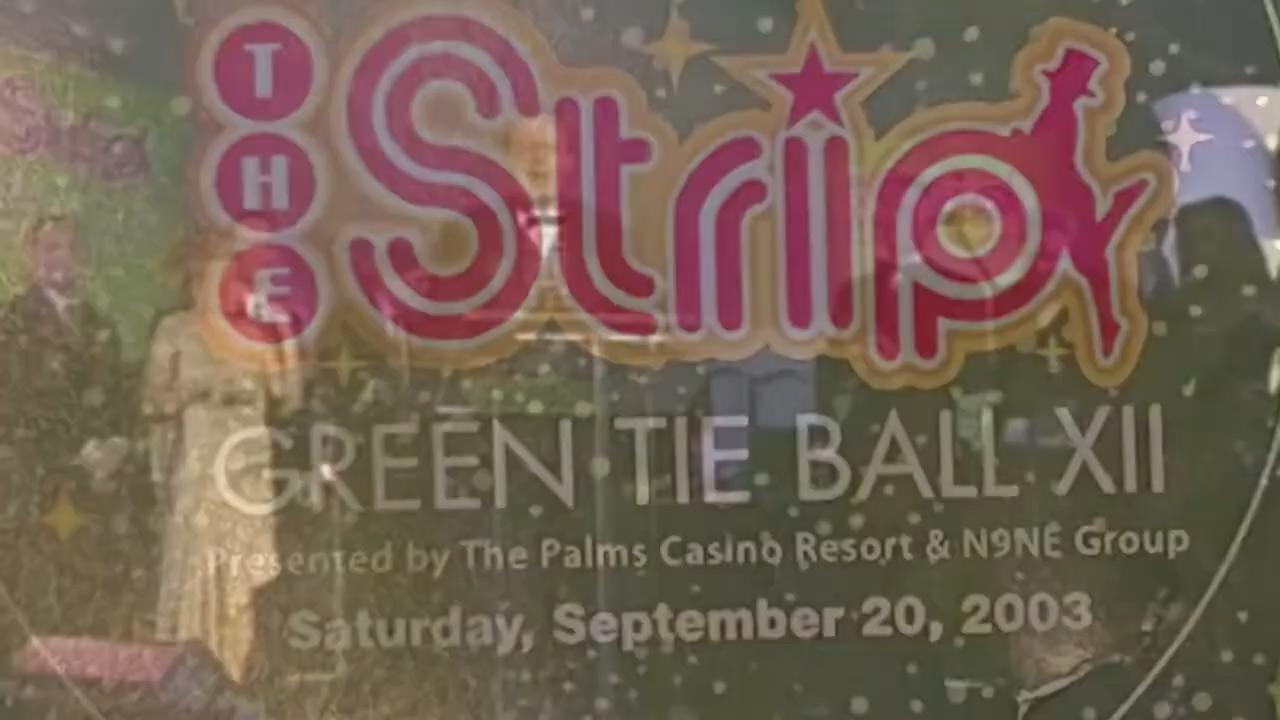 THE Strip
GREEN TIE BALL XII
Presented by The Palms Casino Resort & N9NE Group
Saturday, September 20, 2003